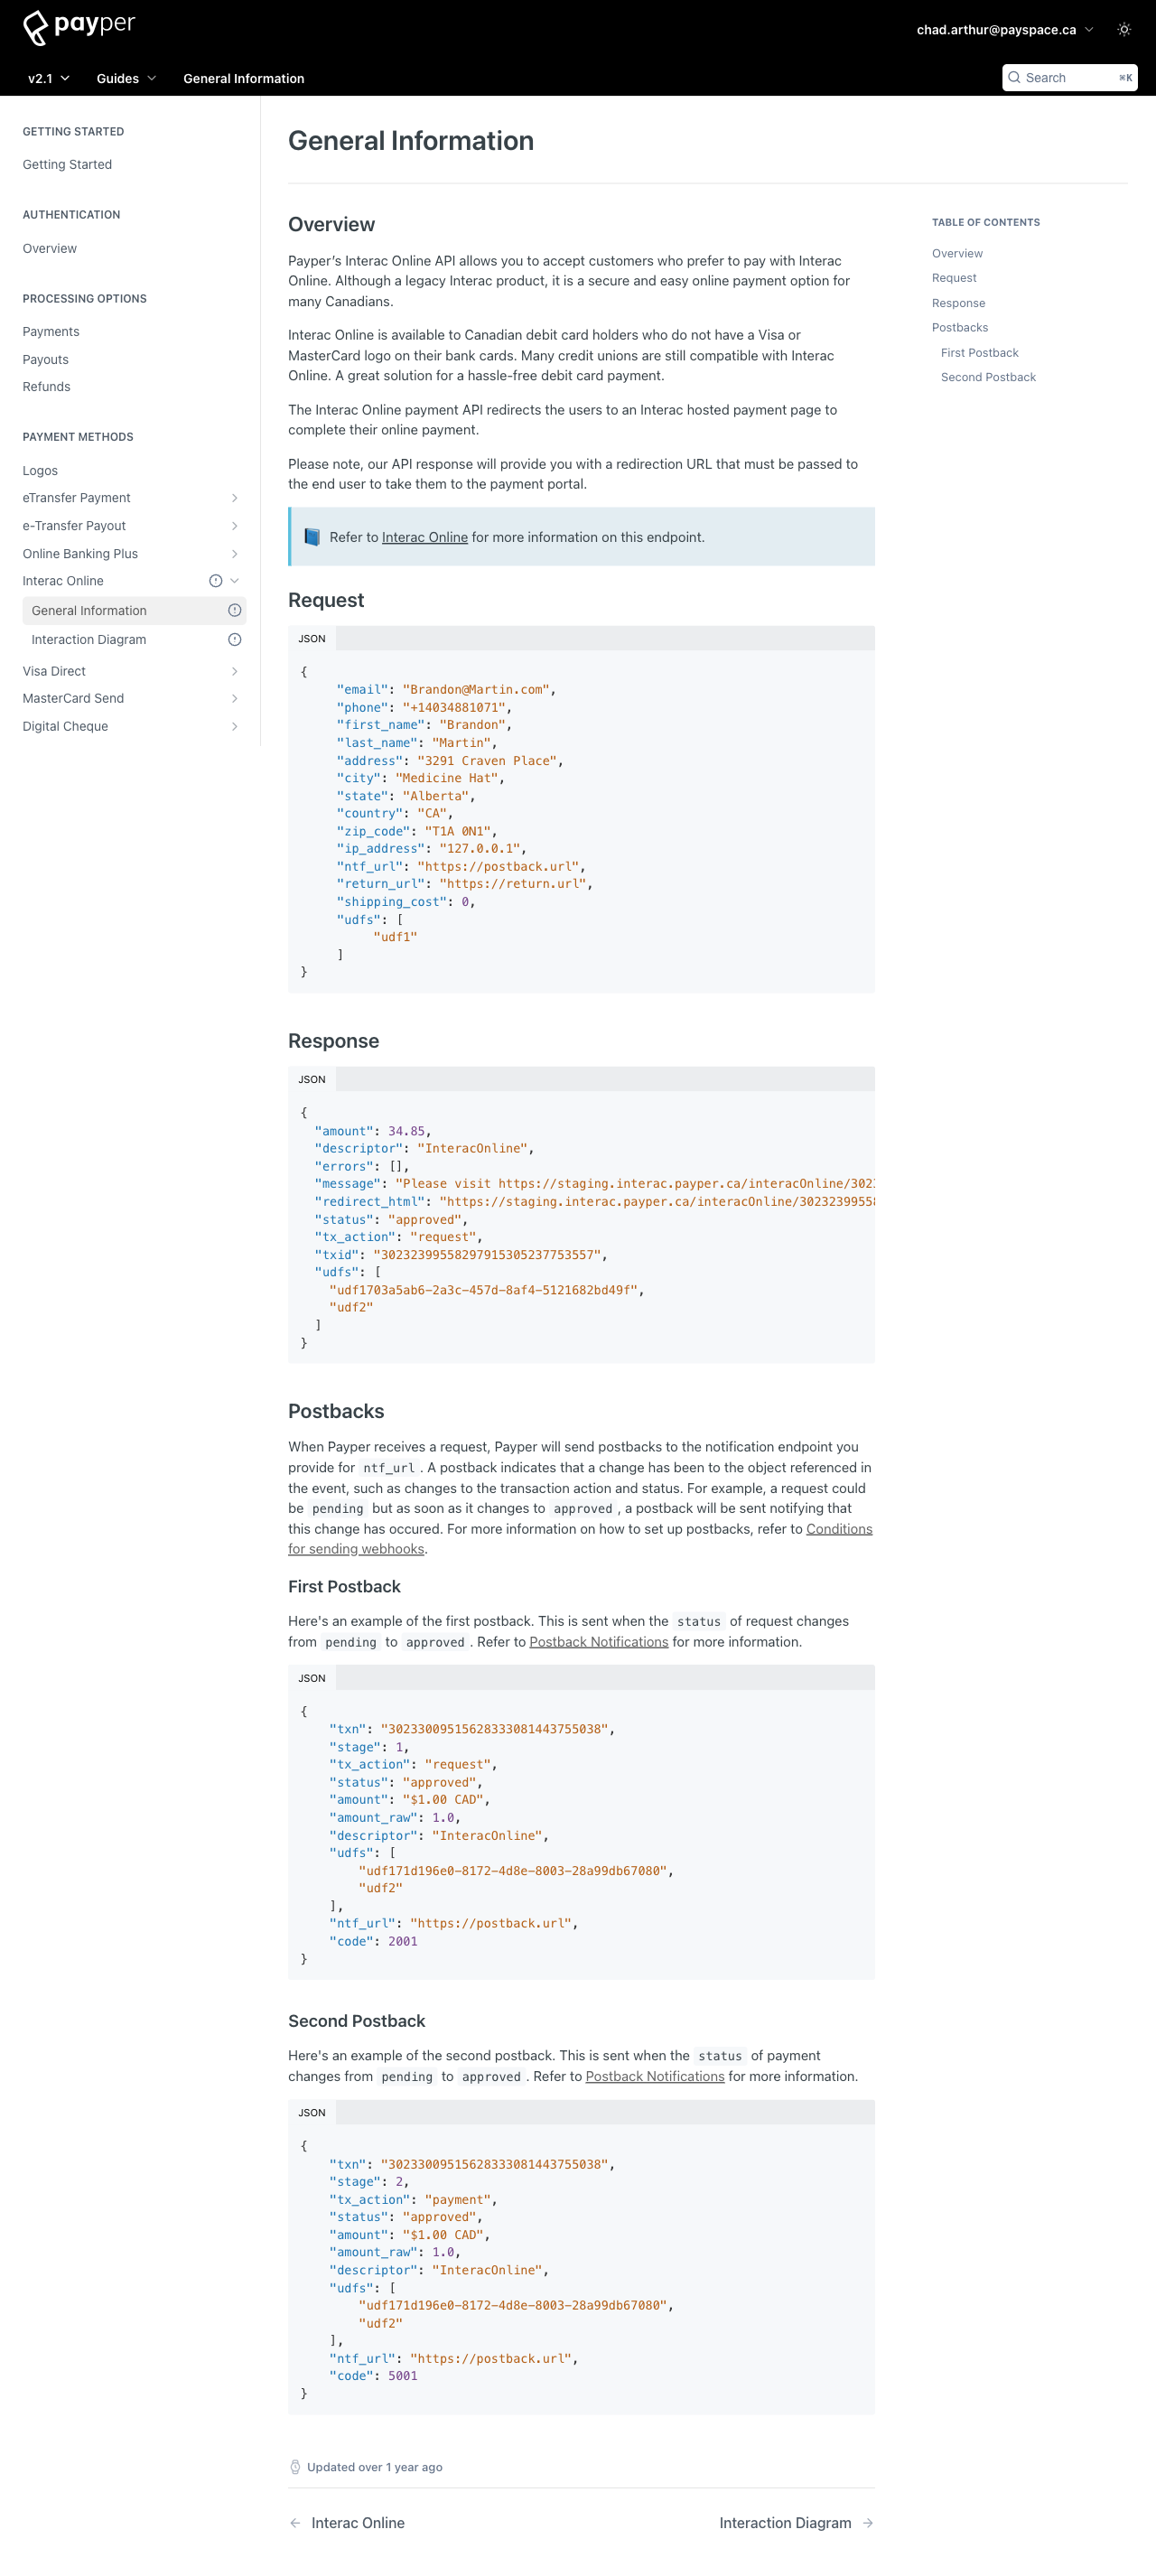 payper
chad.arthur@payspace.ca
v2.1
Guides
General Information
Search
⌘K
GETTING STARTED
Getting Started
AUTHENTICATION
Overview
PROCESSING OPTIONS
Payments
Payouts
Refunds
PAYMENT METHODS
Logos
eTransfer Payment
e-Transfer Payout
Online Banking Plus
Interac Online
General Information
Interaction Diagram
Visa Direct
MasterCard Send
Digital Cheque
General Information
Overview
Payper’s Interac Online API allows you to accept customers who prefer to pay with Interac
Online. Although a legacy Interac product, it is a secure and easy online payment option for
many Canadians.
Interac Online is available to Canadian debit card holders who do not have a Visa or
MasterCard logo on their bank cards. Many credit unions are still compatible with Interac
Online. A great solution for a hassle-free debit card payment.
The Interac Online payment API redirects the users to an Interac hosted payment page to
complete their online payment.
Please note, our API response will provide you with a redirection URL that must be passed to
the end user to take them to the payment portal.
Refer to Interac Online for more information on this endpoint.
Request
JSON
{
"email": "Brandon@Martin.com",
"phone": "+14034881071",
"first_name": "Brandon",
"last_name": "Martin",
"address": "3291 Craven Place",
"city": "Medicine Hat",
"state": "Alberta",
"country": "CA",
"zip_code": "T1A 0N1",
"ip_address": "127.0.0.1",
"ntf_url": "https://postback.url",
"return_url": "https://return.url",
"shipping_cost": 0,
"udfs": [
"udf1"
]
}
Response
JSON
{
"amount": 34.85,
"descriptor": "InteracOnline",
"errors": [],
"message": "Please visit https://staging.interac.payper.ca/interacOnline/3023
"redirect_html": "https://staging.interac.payper.ca/interacOnline/30232399558
"status": "approved",
"tx_action": "request",
"txid": "30232399558297915305237753557",
"udfs": [
"udf1703a5ab6-2a3c-457d-8af4-5121682bd49f",
"udf2"
]
}
Postbacks
When Payper receives a request, Payper will send postbacks to the notification endpoint you
provide for ntf_url. A postback indicates that a change has been to the object referenced in
the event, such as changes to the transaction action and status. For example, a request could
be pending but as soon as it changes to approved, a postback will be sent notifying that
this change has occured. For more information on how to set up postbacks, refer to Conditions
for sending webhooks.
First Postback
Here's an example of the first postback. This is sent when the status of request changes
from pending to approved. Refer to Postback Notifications for more information.
JSON
{
"txn": "30233009515628333081443755038",
"stage": 1,
"tx_action": "request",
"status": "approved",
"amount": "$1.00 CAD",
"amount_raw": 1.0,
"descriptor": "InteracOnline",
"udfs": [
"udf171d196e0-8172-4d8e-8003-28a99db67080",
"udf2"
],
"ntf_url": "https://postback.url",
"code": 2001
}
Second Postback
Here's an example of the second postback. This is sent when the status of payment
changes from pending to approved. Refer to Postback Notifications for more information.
JSON
{
"txn": "30233009515628333081443755038",
"stage": 2,
"tx_action": "payment",
"status": "approved",
"amount": "$1.00 CAD",
"amount_raw": 1.0,
"descriptor": "InteracOnline",
"udfs": [
"udf171d196e0-8172-4d8e-8003-28a99db67080",
"udf2"
],
"ntf_url": "https://postback.url",
"code": 5001
}
Updated over 1 year ago
Interac Online
Interaction Diagram
TABLE OF CONTENTS
Overview
Request
Response
Postbacks
First Postback
Second Postback